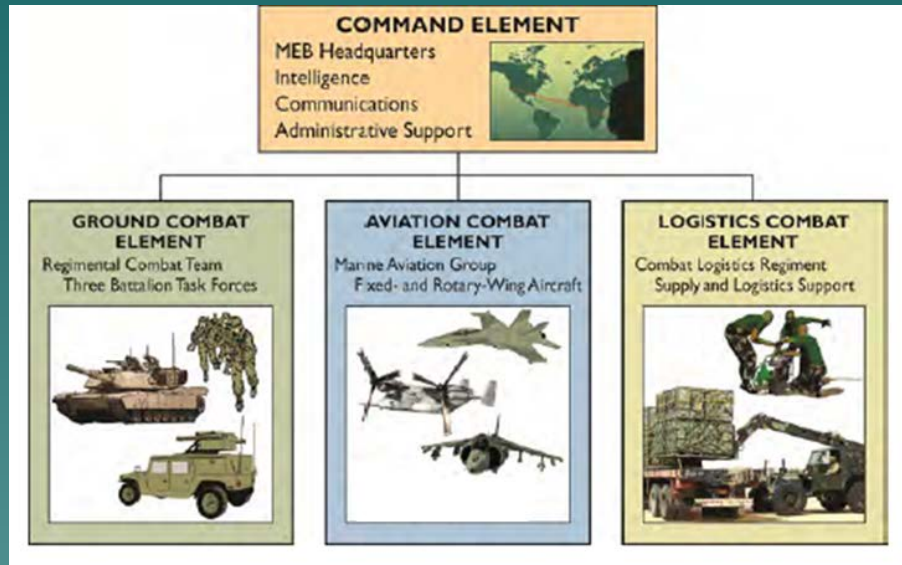 COMMAND ELEMENT
MEB Headquarters
Intelligence
Communications
Administrative Support
GROUND COMBAT
ELEMENT
Regimental Combat Team
Three Battalion Task Forces
AVIATION COMBAT
ELEMENT
Marine Aviation Group
Fixed- and Rotary-Wing Aircraft
LOGISTICS COMBAT
ELEMENT
Combat Logistics Regiment
Supply and Logistics Support